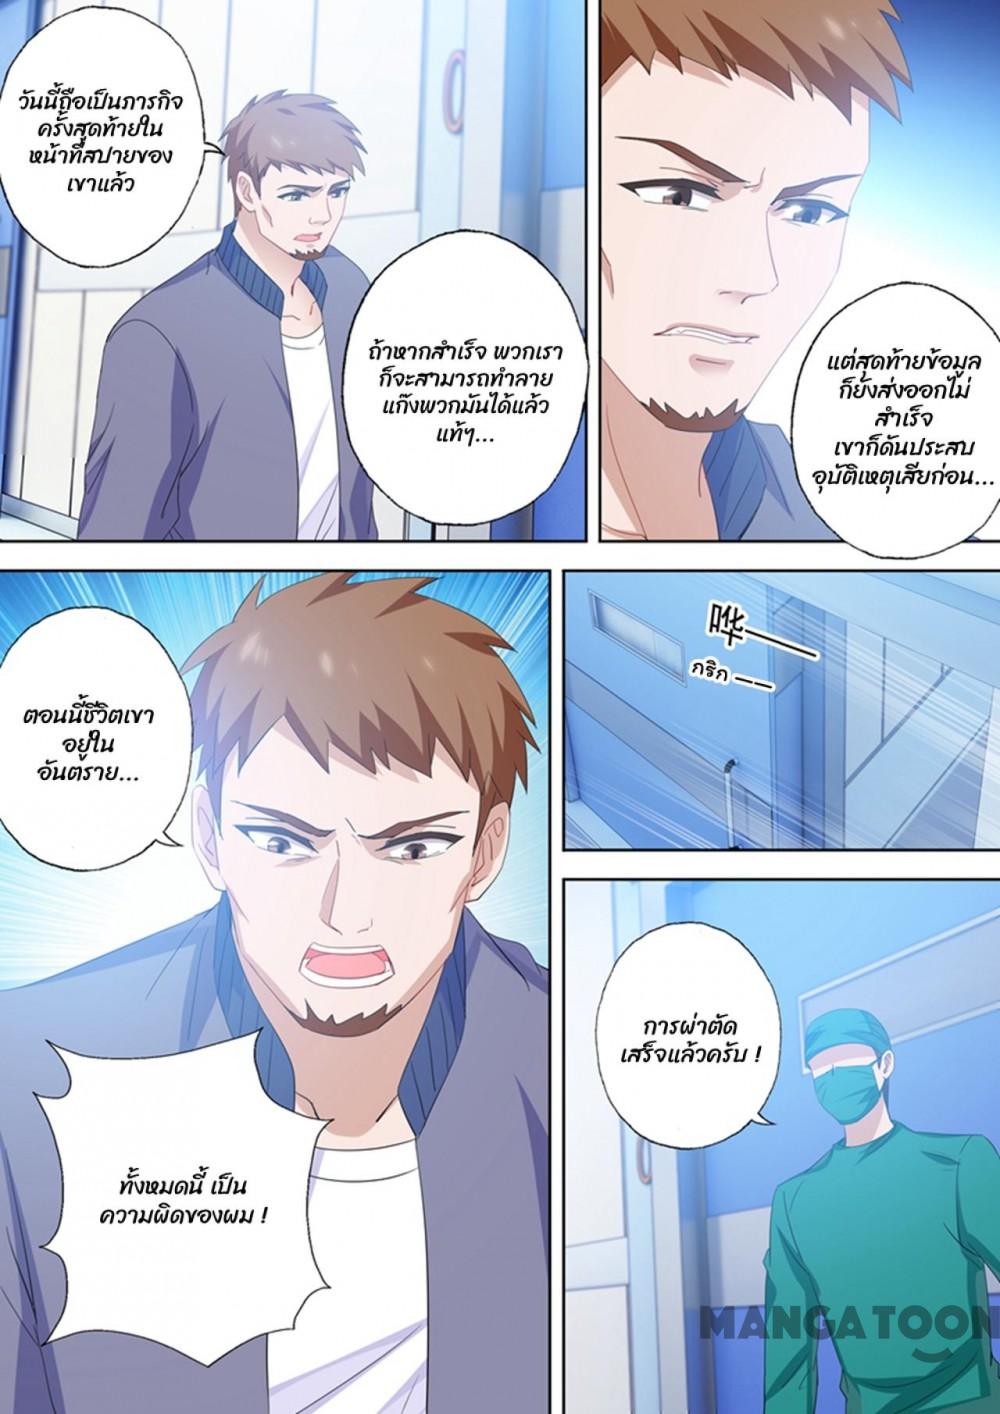 วันนี้ถือเป็นภารกิจ
ครั้งสุดท้ายใน
หน้าที่สปายของ
เขาแล้ว
ถ้าหากสำเร็จ พวกเรา
ก็จะสามารถทำลาย
แก๊งพวกมันได้แล้ว
แท้ๆ...
แต่สุดท้ายข้อมูล
ก็ยังส่งออกไม่
สำเร็จ
เขาก็ดันประสบ
อุบัติเหตุเสียก่อน...
ตอนนี้ชีวิตเขา
อยู่ใน
อันตราย...
哗——
กริก ——
ทั้งหมดนี้ เป็น
ความผิดของผม !
การผ่าตัด
เสร็จแล้วครับ !
MANGATOON